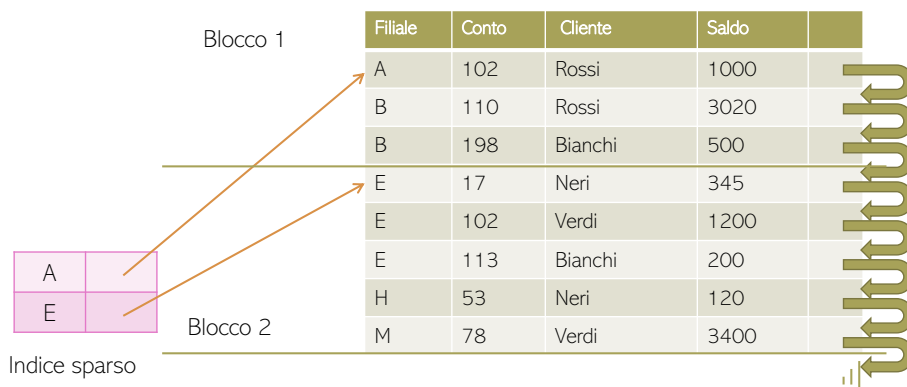 Blocco 1
Filiale Conto Cliente Saldo
A 102 Rossi 1000
B 110 Rossi 3020
B 198 Bianchi 500
E 17 Neri 345
E 102 Verdi 1200
E 113 Bianchi 200
H 53 Neri 120
M 78 Verdi 3400
A
E
Blocco 2
Indice sparso